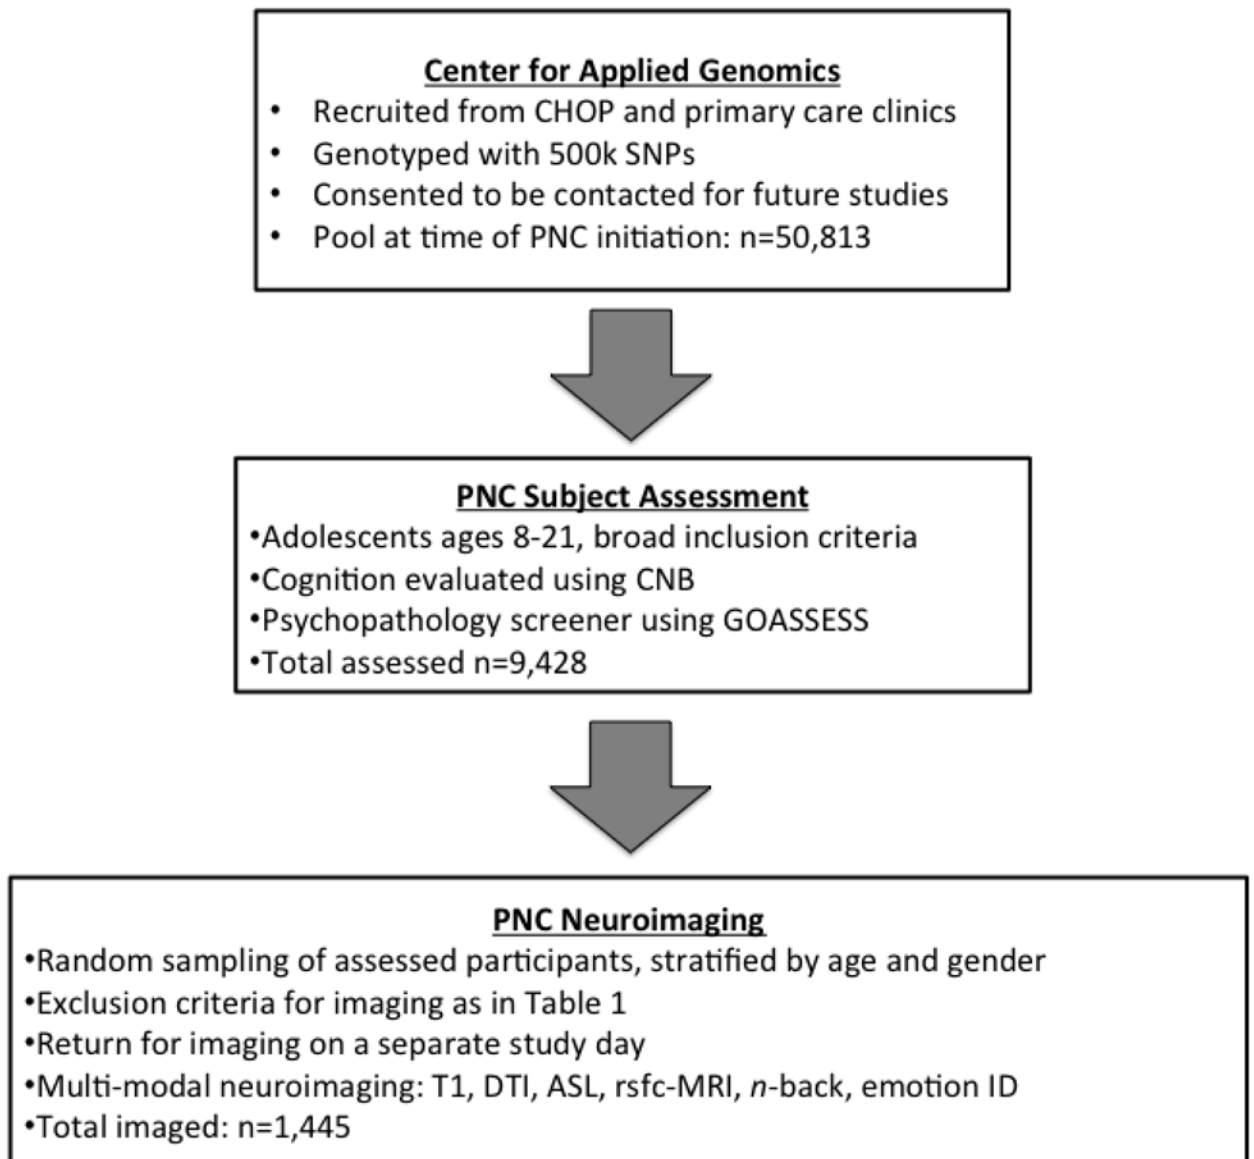 Center for Applied Genomics
• Recruited from CHOP and primary care clinics
• Genotyped with 500k SNPs
• Consented to be contacted for future studies
• Pool at time of PNC initiation: n=50,813
PNC Subject Assessment
•Adolescents ages 8-21, broad inclusion criteria
•Cognition evaluated using CNB
•Psychopathology screener using GOASSESS
•Total assessed n=9,428
PNC Neuroimaging
•Random sampling of assessed participants, stratified by age and gender
•Exclusion criteria for imaging as in Table 1
•Return for imaging on a separate study day
•Multi-modal neuroimaging: T1, DTI, ASL, rsfc-MRI, n-back, emotion ID
•Total imaged: n=1,445